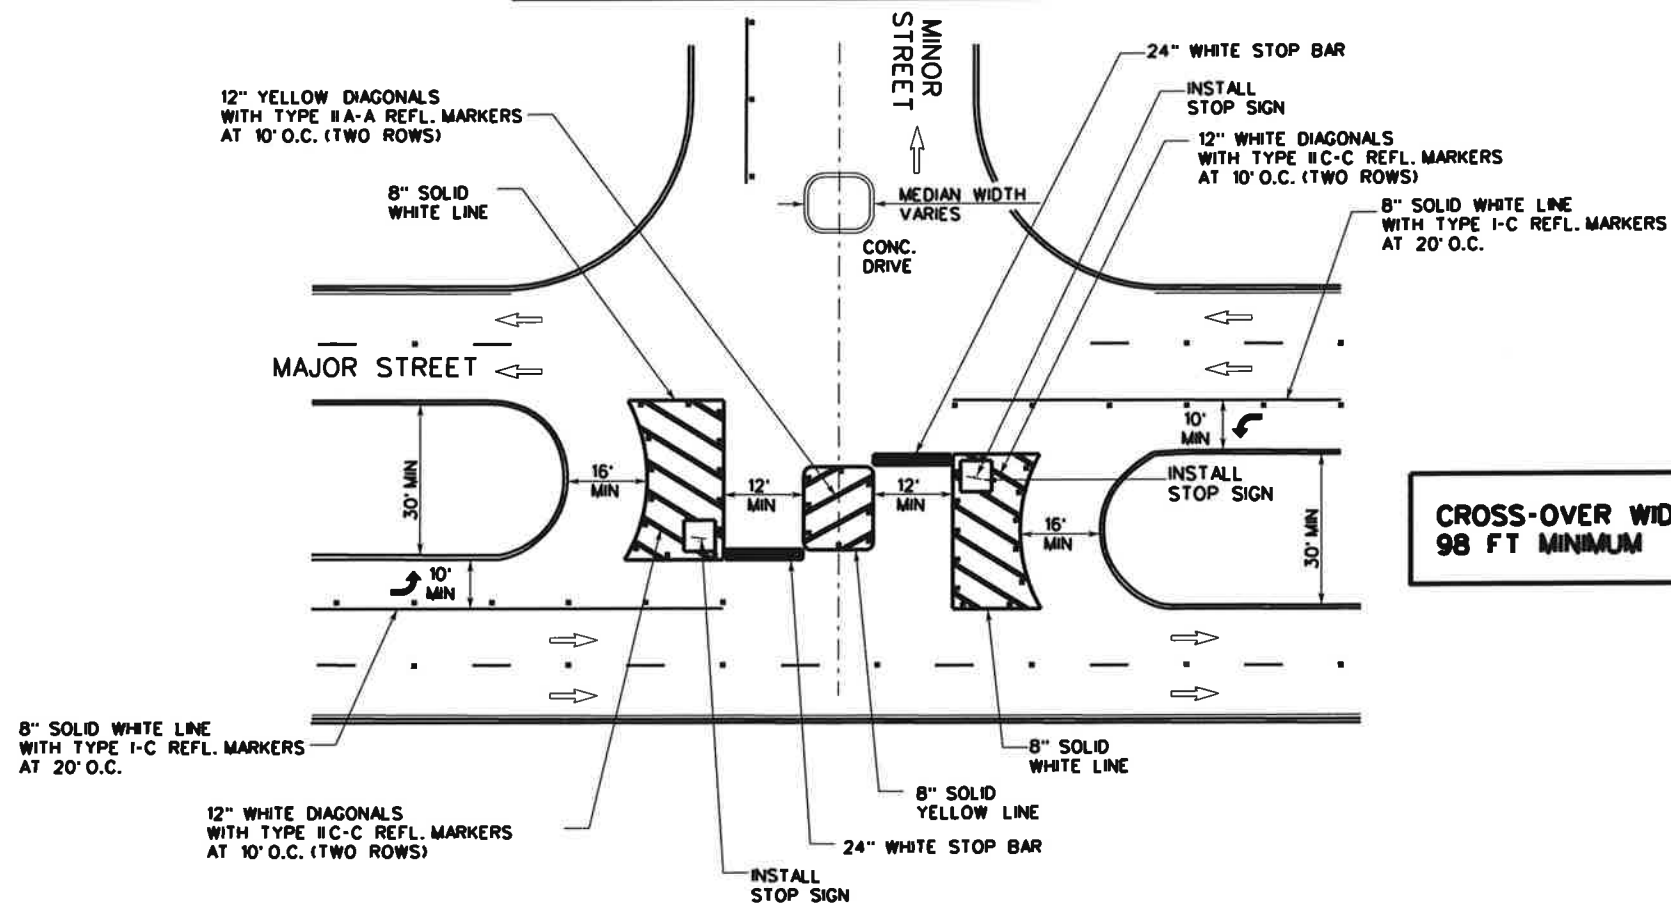 MINOR
STREET
24" WHITE STOP BAR
INSTALL
STOP SIGN
12" YELLOW DIAGONALS
WITH TYPE II A-A REFL. MARKERS
AT 10' O.C. (TWO ROWS)
12" WHITE DIAGONALS
WITH TYPE II C-C REFL. MARKERS
AT 10' O.C. (TWO ROWS)
8" SOLID
WHITE LINE
MEDIAN WIDTH
VARIES
8" SOLID WHITE LINE
WITH TYPE I-C REFL. MARKERS
AT 20' O.C.
CONC.
DRIVE
MAJOR STREET
10'
MIN
30' MIN
16'
MIN
12'
MIN
12'
MIN
INSTALL
STOP SIGN
16'
MIN
30' MIN
CROSS-OVER WID
98 FT MINIMUM
10'
MIN
8" SOLID WHITE LINE
WITH TYPE I-C REFL. MARKERS
AT 20' O.C.
8" SOLID
WHITE LINE
8" SOLID
YELLOW LINE
12" WHITE DIAGONALS
WITH TYPE II C-C REFL. MARKERS
AT 10' O.C. (TWO ROWS)
24" WHITE STOP BAR
INSTALL
STOP SIGN